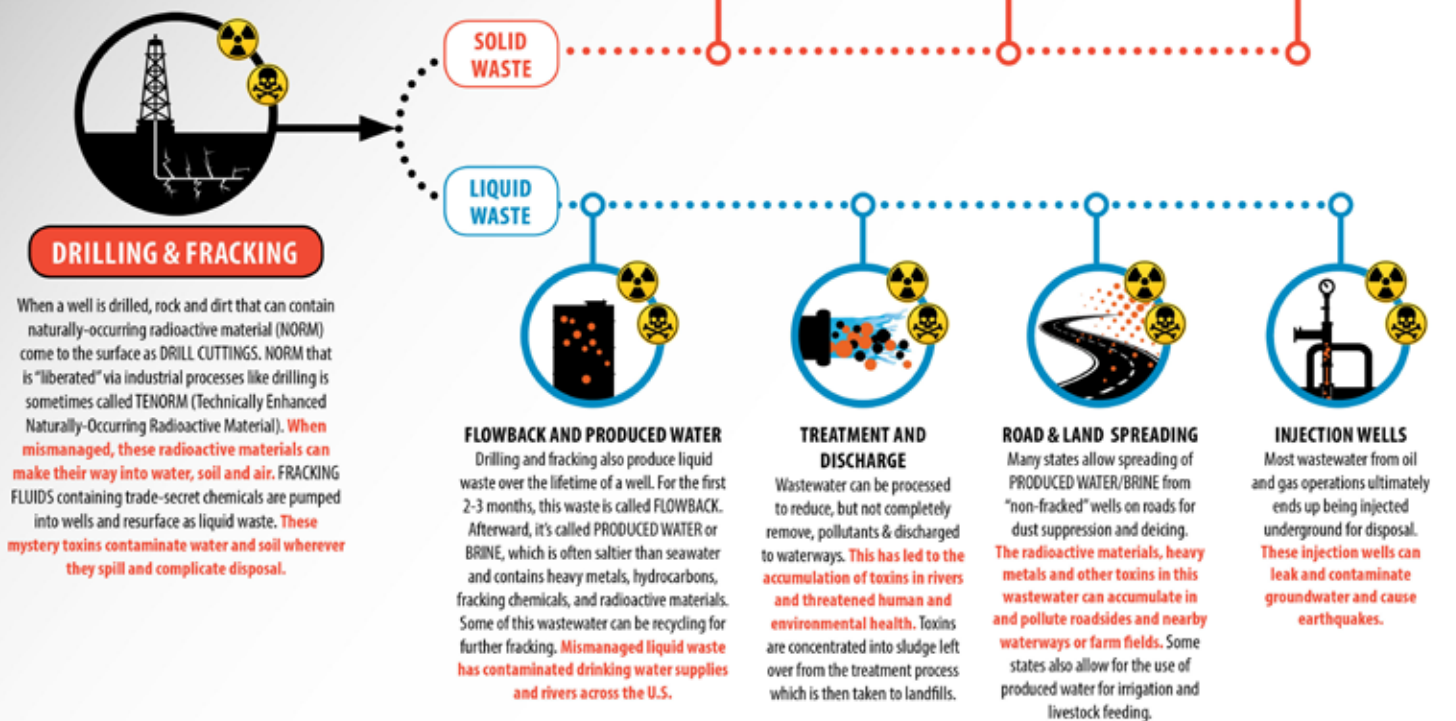 SOLID
WASTE
LIQUID
WASTE
DRILLING & FRACKING
When a well is drilled, rock and dirt that can contain
naturally-occurring radioactive material (NORM)
come to the surface as DRILL CUTTINGS. NORM that
is "liberated" via industrial processes like drilling is
sometimes called TENORM (Technically Enhanced
Naturally-Occurring Radioactive Material). When
mismanaged, these radioactive materials can
make their way into water, soil and air. FRACKING
FLUIDS containing trade-secret chemicals are pumped
into wells and resurface as liquid waste. These
mystery toxins contaminate water and soil wherever
they spill and complicate disposal.
FLOWBACK AND PRODUCED WATER
Drilling and fracking also produce liquid
waste over the lifetime of a well. For the first
2-3 months, this waste is called FLOWBACK.
Afterward, it's called PRODUCED WATER or
BRINE, which is often saltier than seawater
and contains heavy metals, hydrocarbons,
fracking chemicals, and radioactive materials.
Some of this wastewater can be recycling for
further fracking. Mismanaged liquid waste
has contaminated drinking water supplies
and rivers across the U.S.
TREATMENT AND
DISCHARGE
Wastewater can be processed
to reduce, but not completely
remove, pollutants & discharged
to waterways. This has led to the
accumulation of toxins in rivers
and threatened human and
environmental health. Toxins
are concentrated into sludge left
over from the treatment process
which is then taken to landfills.
ROAD & LAND SPREADING
Many states allow spreading of
PRODUCED WATER/BRINE from
"non-fracked" wells on roads for
dust suppression and deicing.
The radioactive materials, heavy
metals and other toxins in this
wastewater can accumulate in
and pollute roadsides and nearby
waterways or farm fields. Some
states also allow for the use of
produced water for irrigation and
livestock feeding.
INJECTION WELLS
Most wastewater from oil
and gas operations ultimately
ends up being injected
underground for disposal.
These injection wells can
leak and contaminate
groundwater and cause
earthquakes.